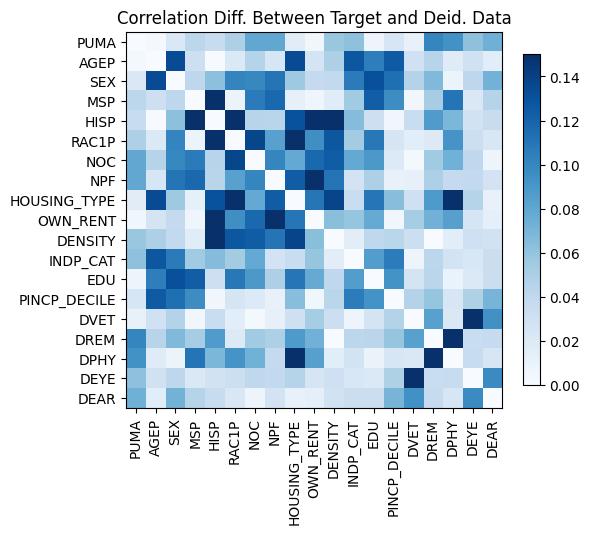 Correlation Diff. Between Target and Deid. Data
PUMA
AGEP
SEX
MSP
HISP
RAC1P
NOC
NPF
HOUSING_TYPE
OWN_RENT
DENSITY
INDP_CAT
EDU
PINCP_DECILE
DVET
DREM
DPHY
DEYE
DEAR
PUMA
AGEP
SEX
MSP
HISP
RAC1P
NOC
NPF
HOUSING_TYPE
OWN_RENT
DENSITY
INDP_CAT
EDU
PINCP_DECILE
DVET
DREM
DPHY
DEYE
DEAR
0.14
0.12
0.10
0.08
0.06
0.04
0.02
0.00